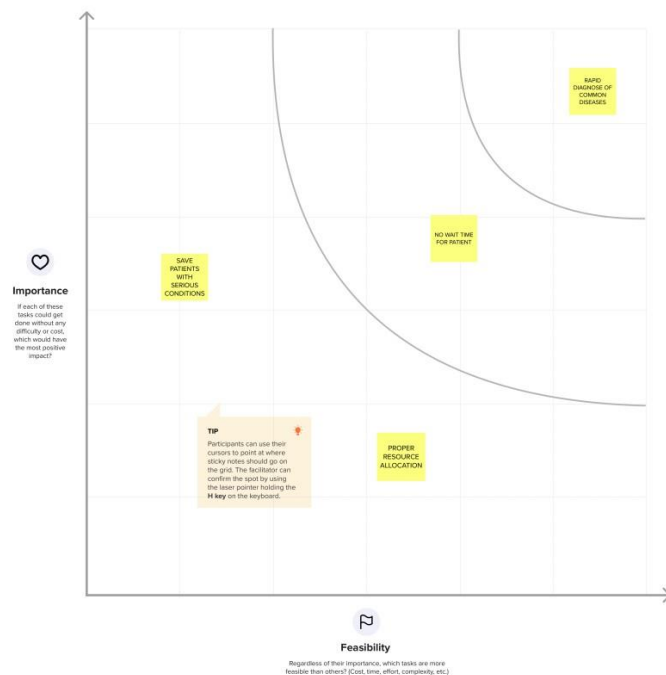 RAPID
DIAGNOSE OF
COMMON
DISEASES
NO WAIT TIME
FOR PATIENT
SAVE
PATIENTS
WITH
SERIOUS
CONDITIONS
Importance
If each of these
tasks could get
done without any
difficulty or cost,
which would have
the most positive
impact?
TIP
Participants can use their
cursors to point at where
sticky notes should go on
the grid. The facilitator can
confirm the spot by using
the laser pointer holding the
H key on the keyboard.
PROPER
RESOURCE
ALLOCATION
Feasibility
Regardless of their importance, which tasks are more
feasible than others? (Cost, time, effort, complexity, etc.)